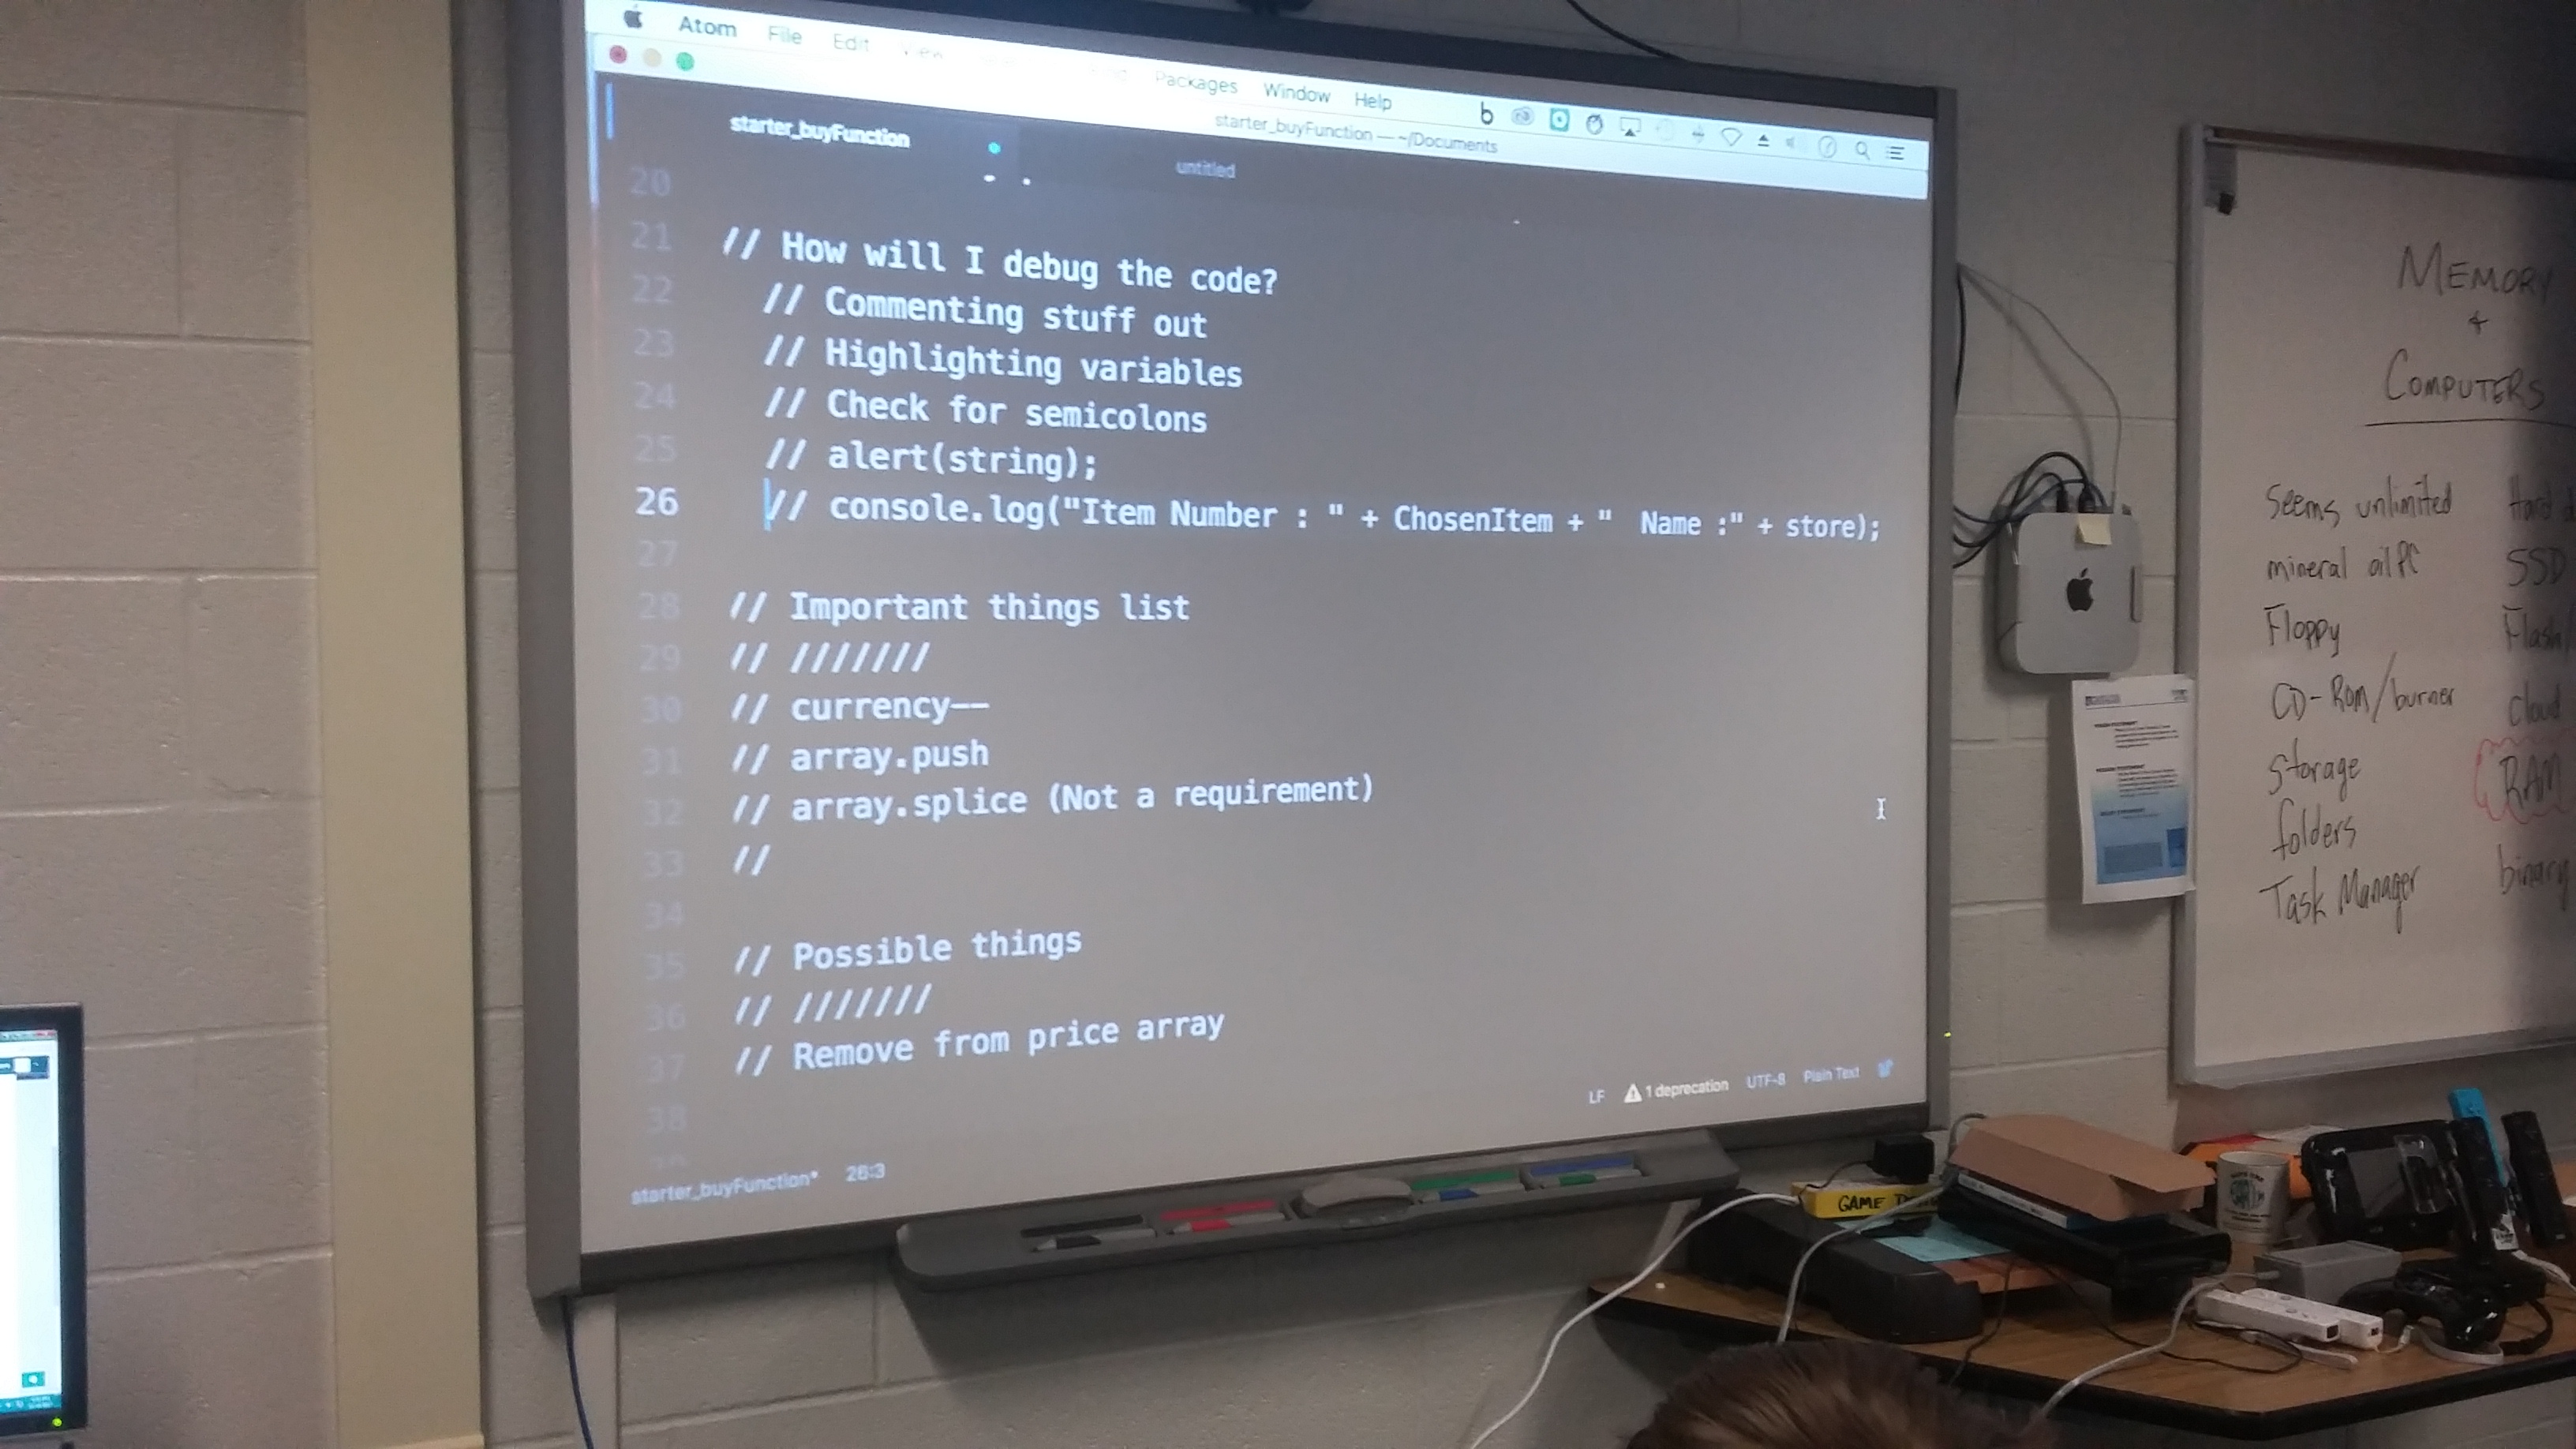 Atom File Edit View Packages Window Help
starter_buyFunction — ~/Documents
starter_buyFunction
untitled
20
21 // How will I debug the code?
22 // Commenting stuff out
23 // Highlighting variables
24 // Check for semicolons
25 // alert(string);
26 // console.log("Item Number : " + ChosenItem + "  Name :" + store);
27
28 // Important things list
29 // ///////
30 // currency--
31 // array.push
32 // array.splice (Not a requirement)
33 //
34
35 // Possible things
36 // ///////
37 // Remove from price array
38
LF 1 deprecation UTF-8 Plain Text
starter_buyFunction* 26:3
MEMORY
+
COMPUTERS
Seems unlimited
mineral oil PC
SSD
Floppy
Flash
CD-ROM/burner
cloud
Storage
RAM
folders
binary
Task Manager
GAME